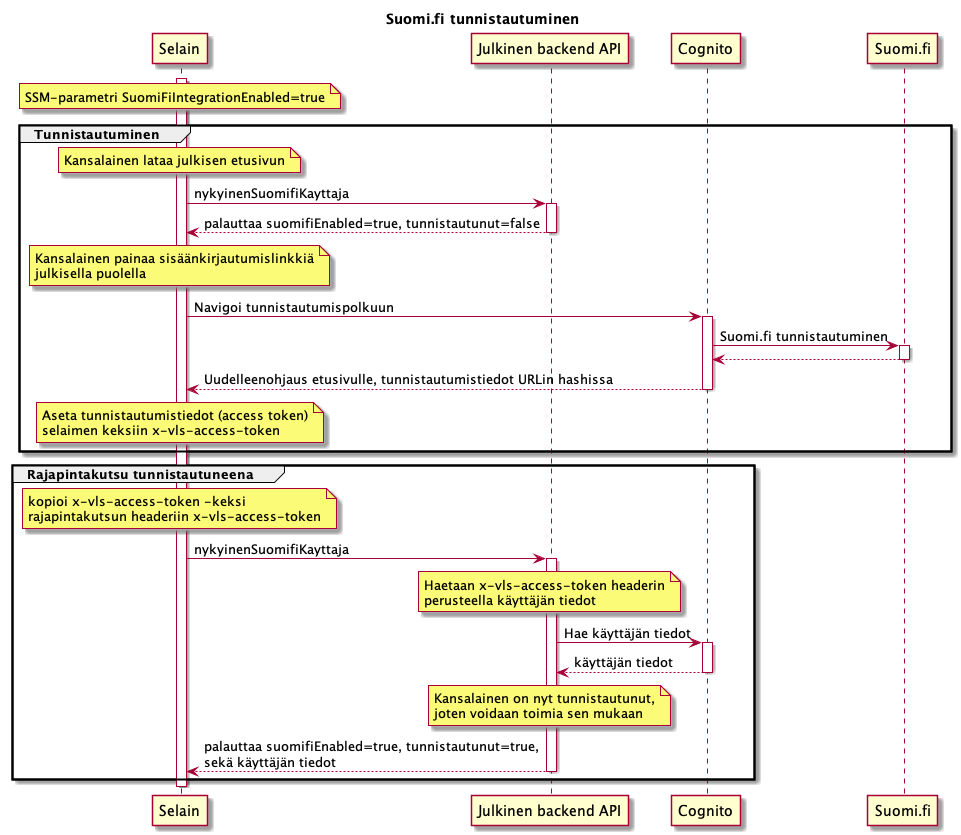 Suomi.fi tunnistautuminen
Selain
Julkinen backend API
Cognito
Suomi.fi
SSM-parametri SuomiFiIntegrationEnabled=true
Tunnistautuminen
Kansalainen lataa julkisen etusivun
nykyinenSuomifiKayttaja
palauttaa suomifiEnabled=true, tunnistautunut=false
Kansalainen painaa sisäänkirjautumislinkkiä
julkisella puolella
Navigoi tunnistautumispolkuun
Suomi.fi tunnistautuminen
Uudelleenohjaus etusivulle, tunnistautumistiedot URLin hashissa
Aseta tunnistautumistiedot (access token)
selaimen keksiin x-vls-access-token
Rajapintakutsu tunnistautuneena
kopioi x-vls-access-token -keksi
rajapintakutsun headeriin x-vls-access-token
nykyinenSuomifiKayttaja
Haetaan x-vls-access-token headerin
perusteella käyttäjän tiedot
Hae käyttäjän tiedot
käyttäjän tiedot
Kansalainen on nyt tunnistautunut,
joten voidaan toimia sen mukaan
palauttaa suomifiEnabled=true, tunnistautunut=true,
sekä käyttäjän tiedot
Selain
Julkinen backend API
Cognito
Suomi.fi